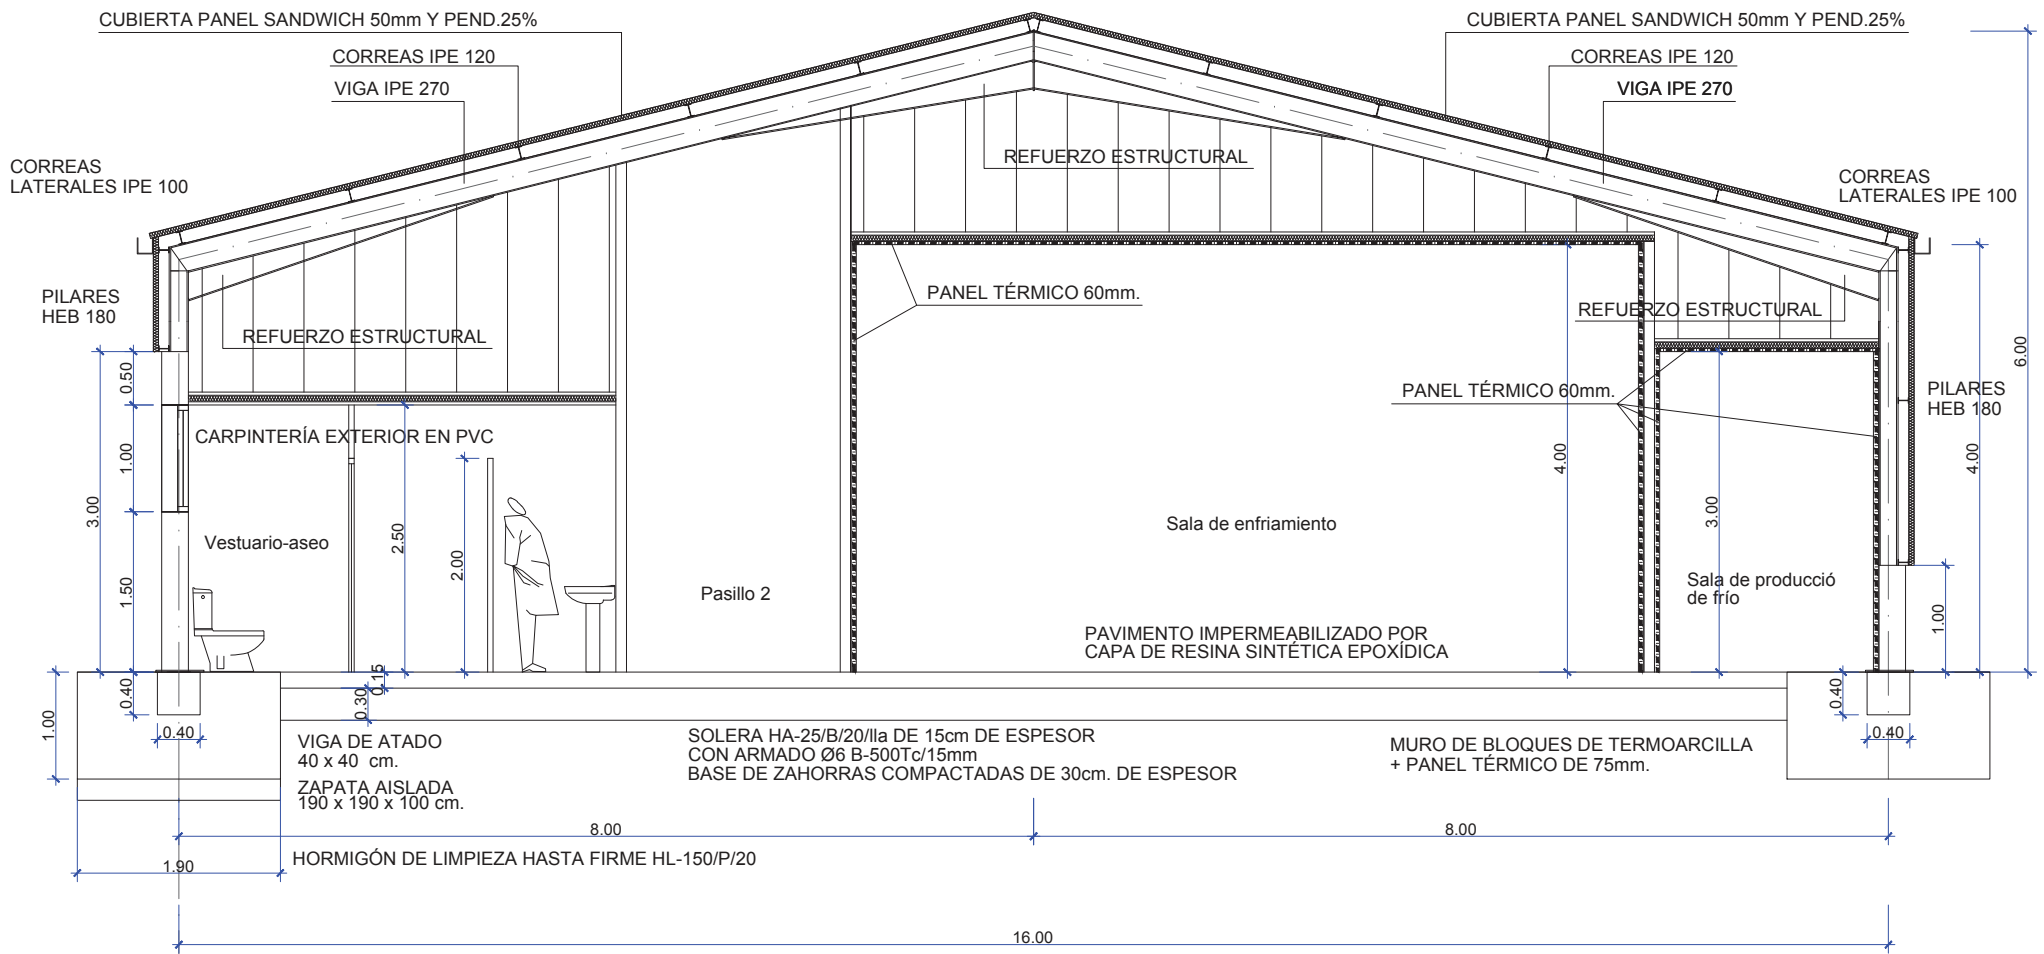 CUBIERTA PANEL SANDWICH 50mm Y PEND.25%
CORREAS IPE 120
VIGA IPE 270
CUBIERTA PANEL SANDWICH 50mm Y PEND.25%
CORREAS IPE 120
VIGA IPE 270
CORREAS
LATERALES IPE 100
REFUERZO ESTRUCTURAL
CORREAS
LATERALES IPE 100
PILARES
HEB 180
REFUERZO ESTRUCTURAL
PANEL TÉRMICO 60mm.
REFUERZO ESTRUCTURAL
6.00
0.50
3.00
PANEL TÉRMICO 60mm.
PILARES
HEB 180
CARPINTERÍA EXTERIOR EN PVC
1.00
2.50
2.00
4.00
3.00
4.00
Vestuario-aseo
Sala de enfriamiento
1.50
Pasillo 2
Sala de producció
de frío
1.00
PAVIMENTO IMPERMEABILIZADO POR
CAPA DE RESINA SINTÉTICA EPOXÍDICA
0.15
0.30
0.40
1.00
0.40
0.40
0.40
VIGA DE ATADO
40 x 40 cm.
ZAPATA AISLADA
190 x 190 x 100 cm.
SOLERA HA-25/B/20/IIa DE 15cm DE ESPESOR
CON ARMADO Ø6 B-500Tc/15mm
BASE DE ZAHORRAS COMPACTADAS DE 30cm. DE ESPESOR
MURO DE BLOQUES DE TERMOARCILLA
+ PANEL TÉRMICO DE 75mm.
8.00
8.00
HORMIGÓN DE LIMPIEZA HASTA FIRME HL-150/P/20
1.90
16.00